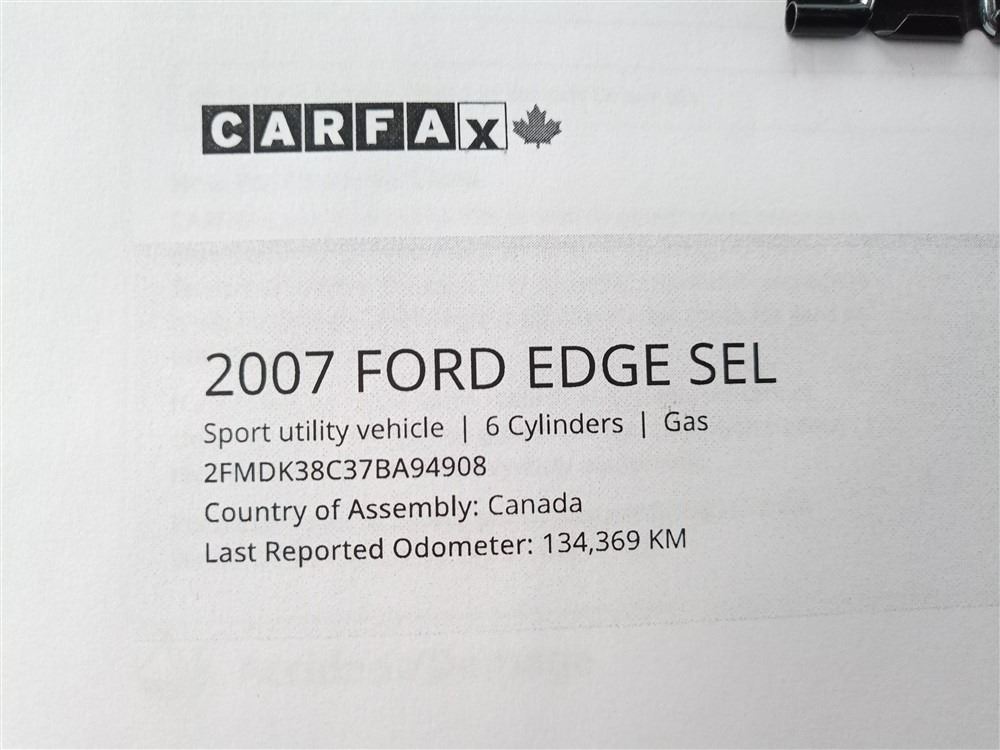 CARFAX
2007 FORD EDGE SEL
Sport utility vehicle | 6 Cylinders | Gas
2FMDK38C37BA94908
Country of Assembly: Canada
Last Reported Odometer: 134,369 KM